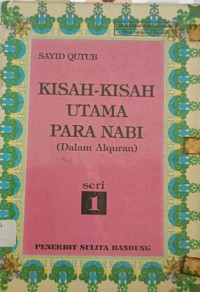 SAYID QUTUB
KISAH-KISAH
UTAMA
PARA NABI
(Dalam Alquran)
seri
1
PENERBIT SULITA BANDUNG